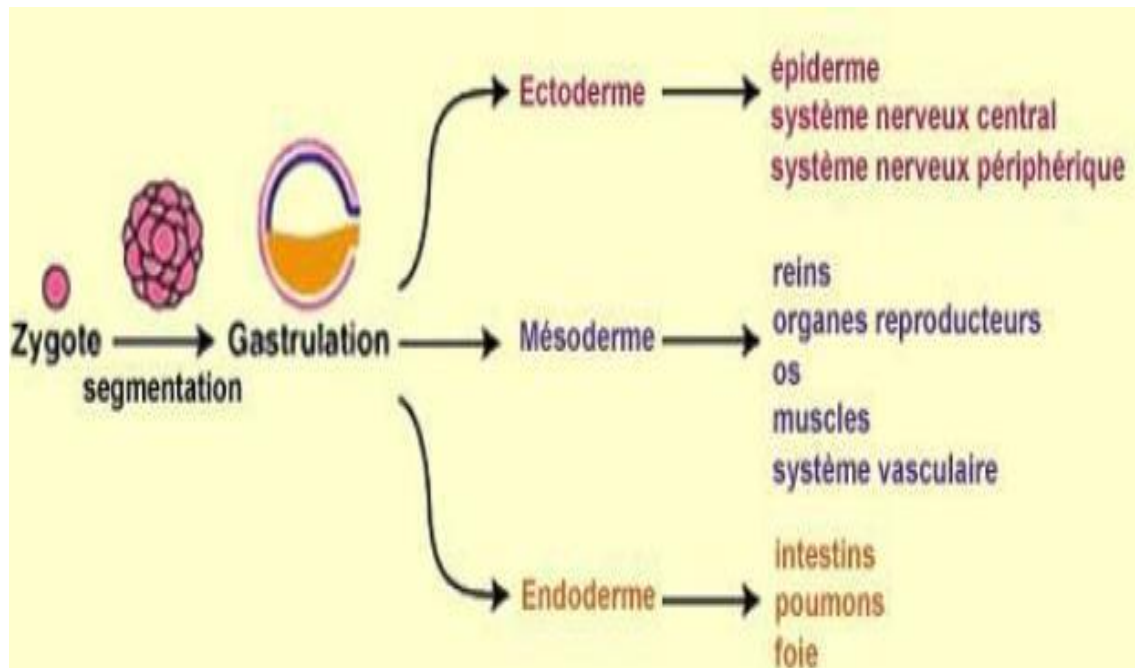 Zygote
segmentation
Gastrulation
Ectoderme
épiderme
système nerveux central
système nerveux périphérique
Mésoderme
reins
organes reproducteurs
os
muscles
système vasculaire
Endoderme
intestins
poumons
foie